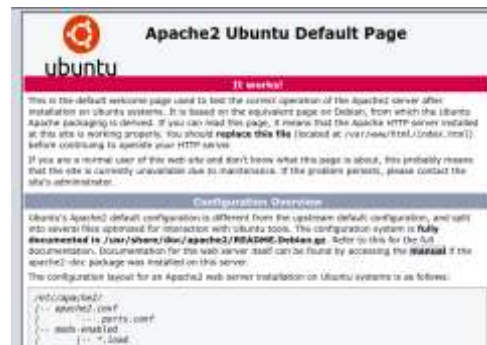 ubuntu
Apache2 Ubuntu Default Page
It works!
This is the default welcome page used to test the correct operation of the Apache2 server after
installation on Ubuntu systems. It is based on the equivalent page on Debian, from which the Ubuntu
Apache packaging is derived. If you can read this page, it means that the Apache HTTP server installed
at this site is working properly. You should replace this file (located at /var/www/html/index.html)
before continuing to operate your HTTP server.
If you are a normal user of this web site and don't know what this page is about, this probably means
that the site is currently unavailable due to maintenance. If the problem persists, please contact the
site's administrator.
Configuration Overview
Ubuntu's Apache2 default configuration is different from the upstream default configuration, and split
into several files optimized for interaction with Ubuntu tools. The configuration system is fully
documented in /usr/share/doc/apache2/README.Debian.gz. Refer to this for the full
documentation. Documentation for the web server itself can be found by accessing the manual if the
apache2-doc package was installed on this server.
The configuration layout for an Apache2 web server installation on Ubuntu systems is as follows:
/etc/apache2/
|-- apache2.conf
|   `-- ports.conf
|-- mods-enabled
|   |-- *.load